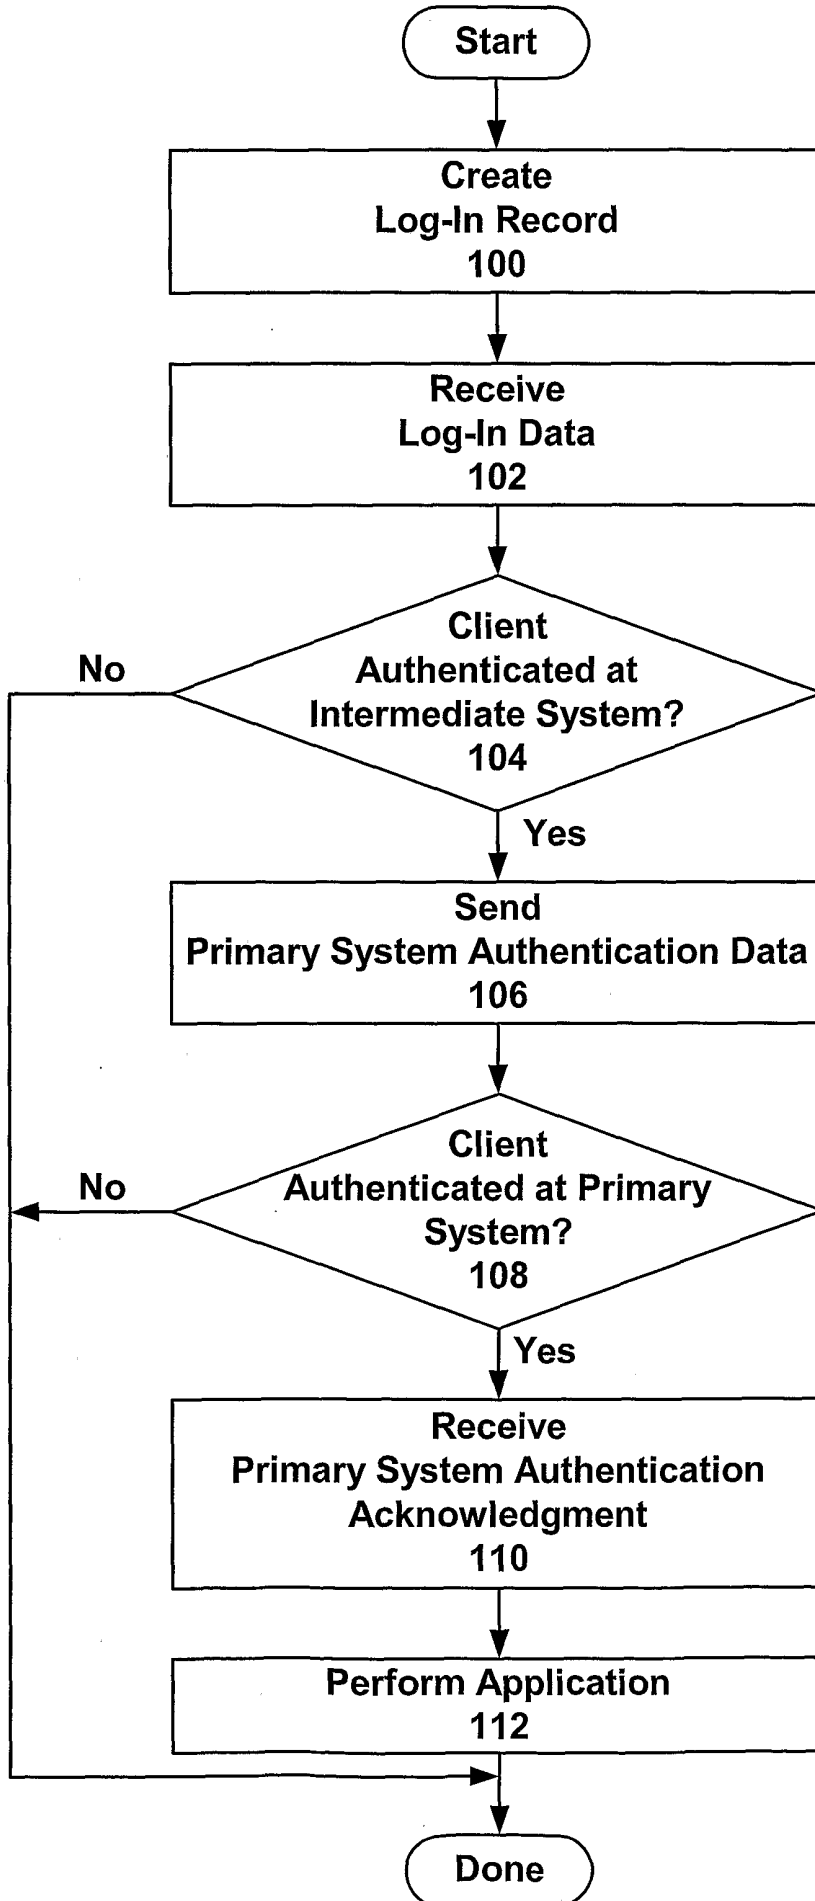 Start
Create
Log-In Record
100
Receive
Log-In Data
102
Client
Authenticated at
Intermediate System?
104
No
Yes
Send
Primary System Authentication Data
106
Client
Authenticated at Primary
System?
108
No
Yes
Receive
Primary System Authentication
Acknowledgment
110
Perform Application
112
Done